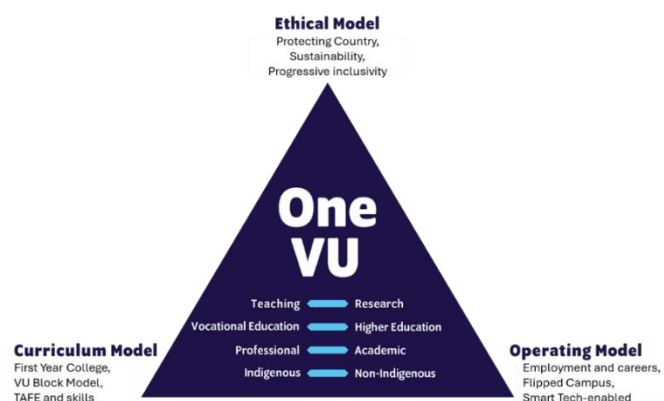 Ethical Model
Protecting Country,
Sustainability,
Progressive inclusivity
One
VU
Teaching Research
Vocational Education Higher Education
Professional Academic
Indigenous Non-Indigenous
Curriculum Model
First Year College,
VU Block Model,
TAFE and skills
Operating Model
Employment and careers,
Flipped Campus,
Smart Tech-enabled